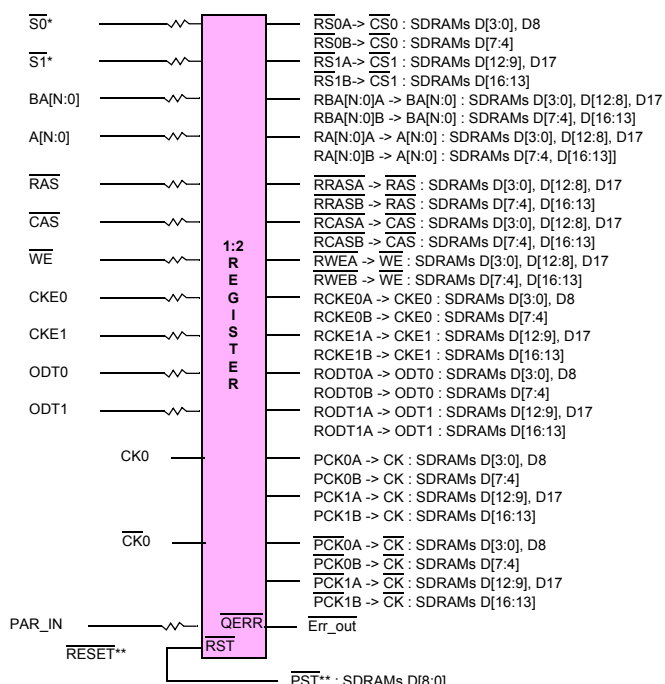 S0*
S1*
BA[N:0]
A[N:0]
RAS
CAS
WE
CKE0
CKE1
ODT0
ODT1
CK0
CK0
PAR_IN
RESET**
1:2
R
E
G
I
S
T
E
R
QERR
RST
RS0A-> CS0 : SDRAMs D[3:0], D8
RS0B-> CS0 : SDRAMs D[7:4]
RS1A-> CS1 : SDRAMs D[12:9], D17
RS1B-> CS1 : SDRAMs D[16:13]
RBA[N:0]A -> BA[N:0] : SDRAMs D[3:0], D[12:8], D17
RBA[N:0]B -> BA[N:0] : SDRAMs D[7:4], D[16:13]
RA[N:0]A -> A[N:0] : SDRAMs D[3:0], D[12:8], D17
RA[N:0]B -> A[N:0] : SDRAMs D[7:4, D[16:13]]
RRASA -> RAS : SDRAMs D[3:0], D[12:8], D17
RRASB -> RAS : SDRAMs D[7:4], D[16:13]
RCASA -> CAS : SDRAMs D[3:0], D[12:8], D17
RCASB -> CAS : SDRAMs D[7:4], D[16:13]
RWEA -> WE : SDRAMs D[3:0], D[12:8], D17
RWEB -> WE : SDRAMs D[7:4], D[16:13]
RCKE0A -> CKE0 : SDRAMs D[3:0], D8
RCKE0B -> CKE0 : SDRAMs D[7:4]
RCKE1A -> CKE1 : SDRAMs D[12:9], D17
RCKE1B -> CKE1 : SDRAMs D[16:13]
RODT0A -> ODT0 : SDRAMs D[3:0], D8
RODT0B -> ODT0 : SDRAMs D[7:4]
RODT1A -> ODT1 : SDRAMs D[12:9], D17
RODT1A -> ODT1 : SDRAMs D[16:13]
PCK0A -> CK : SDRAMs D[3:0], D8
PCK0B -> CK : SDRAMs D[7:4]
PCK1A -> CK : SDRAMs D[12:9], D17
PCK1B -> CK : SDRAMs D[16:13]
PCK0A -> CK : SDRAMs D[3:0], D8
PCK0B -> CK : SDRAMs D[7:4]
PCK1A -> CK : SDRAMs D[12:9], D17
PCK1B -> CK : SDRAMs D[16:13]
Err_out
PST** : SDRAMs D[8:0]